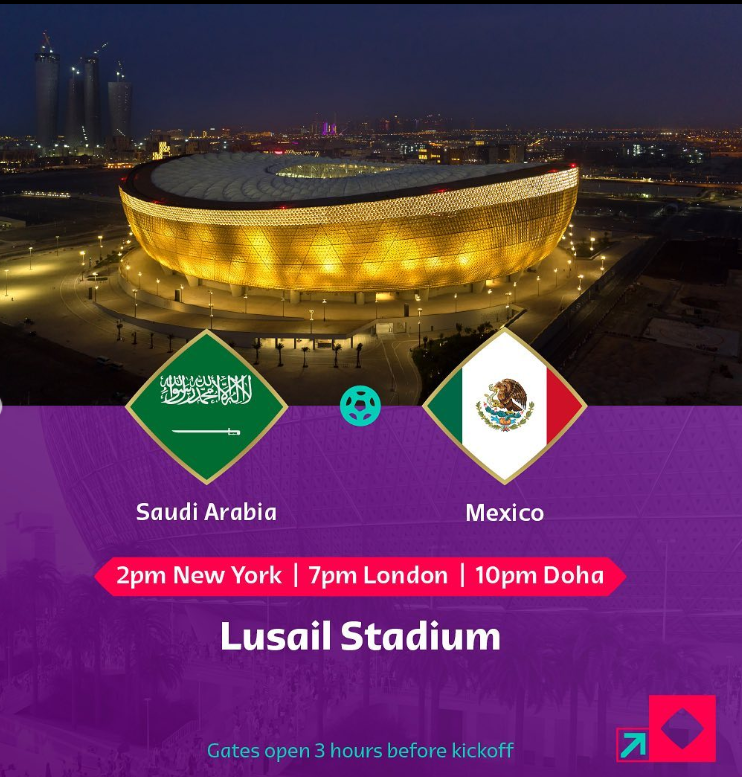 لا إله إلا الله محمد رسول الله
Saudi Arabia
Mexico
2pm New York | 7pm London | 10pm Doha
Lusail Stadium
Gates open 3 hours before kickoff